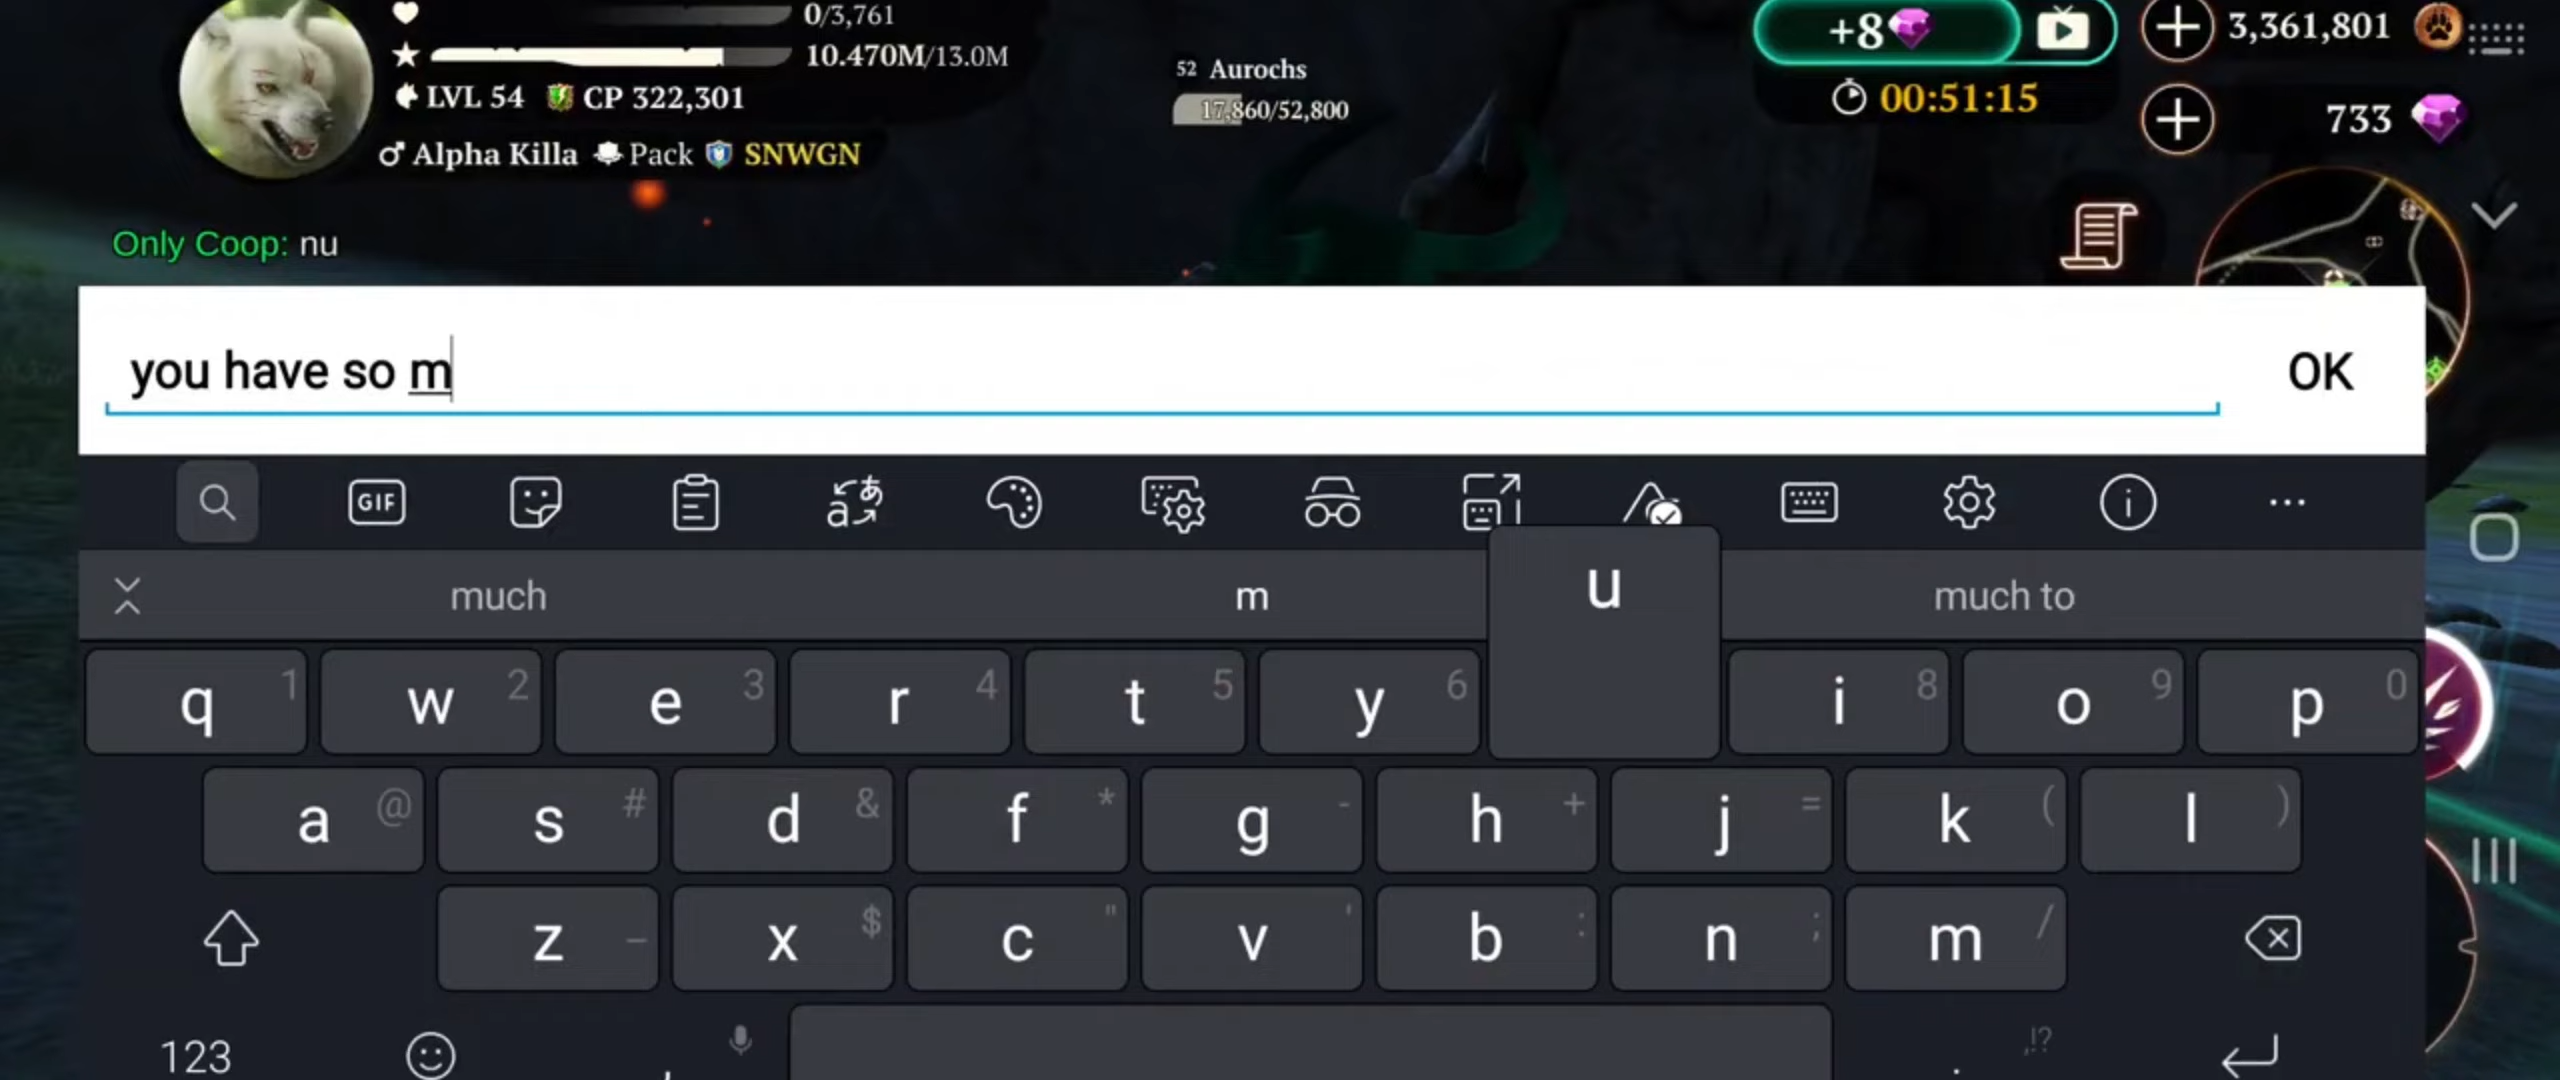 0/3,761
10.470M/13.0M
LVL 54 CP 322,301
♂ Alpha Killa Pack SNWGN
52 Aurochs
17,860/52,800
+8
00:51:15
3,361,801
733
Only Coop: nu
you have so m
OK
GIF
aあ
much m much to
q 1 w 2 e 3 r 4 t 5 y 6 u i 8 o 9 p 0
a @ s # d & f * g - h + j = k ( l )
z _ x $ c " v ' b : n ; m /
123 , . ,!?